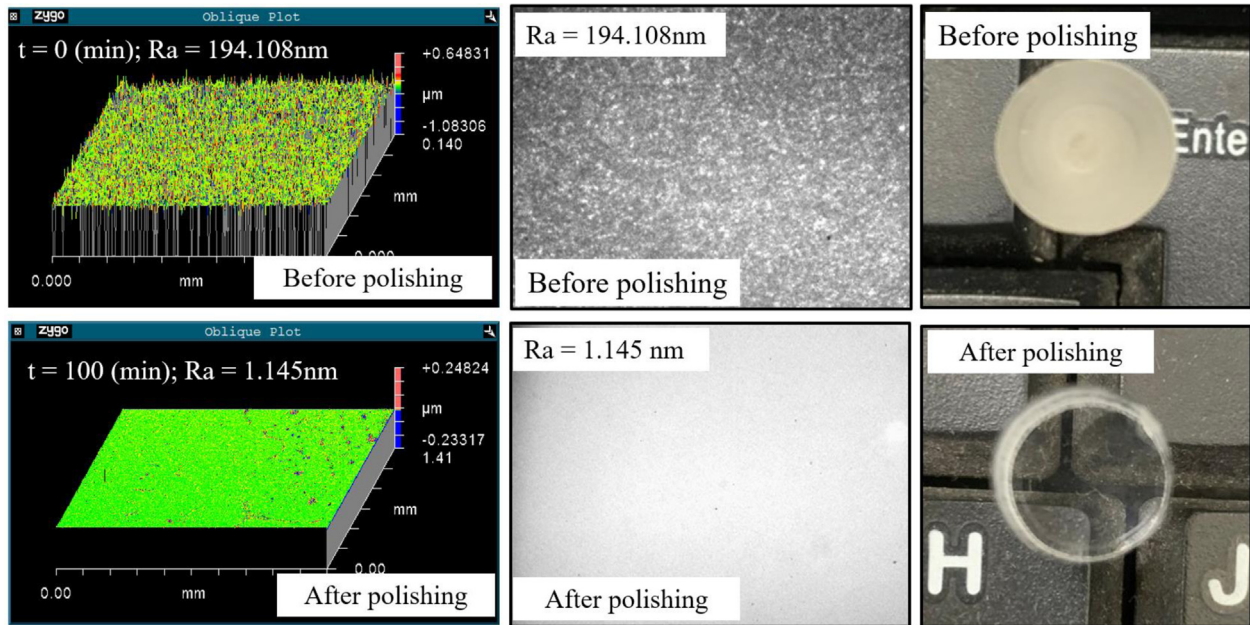 zygo
Oblique Plot
t = 0 (min); Ra = 194.108nm
+0.64831
µm
-1.08306
0.140
mm
0.000
0.000
mm
Before polishing
Ra = 194.108nm
Before polishing
Before polishing
Ente
zygo
Oblique Plot
t = 100 (min); Ra = 1.145nm
+0.24824
µm
-0.23317
1.41
mm
0.00
0.00
mm
After polishing
Ra = 1.145 nm
After polishing
After polishing
H
J